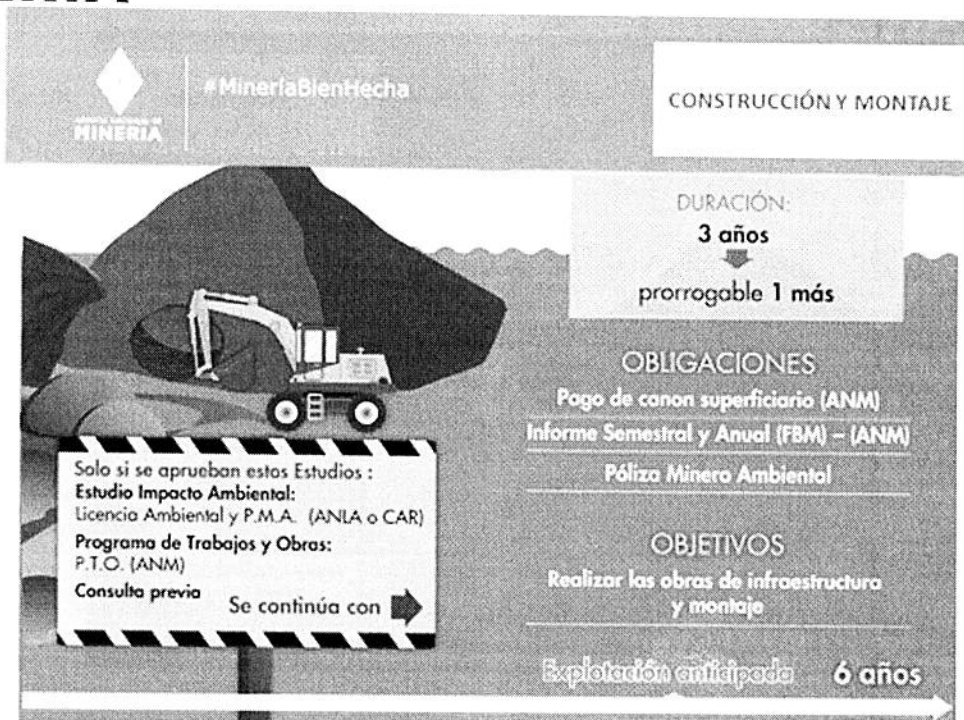 #MineríaBienHecha
AGENCIA NACIONAL DE
MINERÍA
CONSTRUCCIÓN Y MONTAJE
DURACIÓN:
3 años
prorrogable 1 más
OBLIGACIONES
Pago de canon superficiario (ANM)
Informe Semestral y Anual (FBM) – (ANM)
Póliza Minero Ambiental
OBJETIVOS
Realizar las obras de infraestructura
y montaje
Explotación anticipada 6 años
Solo si se aprueban estos Estudios :
Estudio Impacto Ambiental:
Licencia Ambiental y P.M.A. (ANLA o CAR)
Programa de Trabajos y Obras:
P.T.O. (ANM)
Consulta previa
Se continúa con